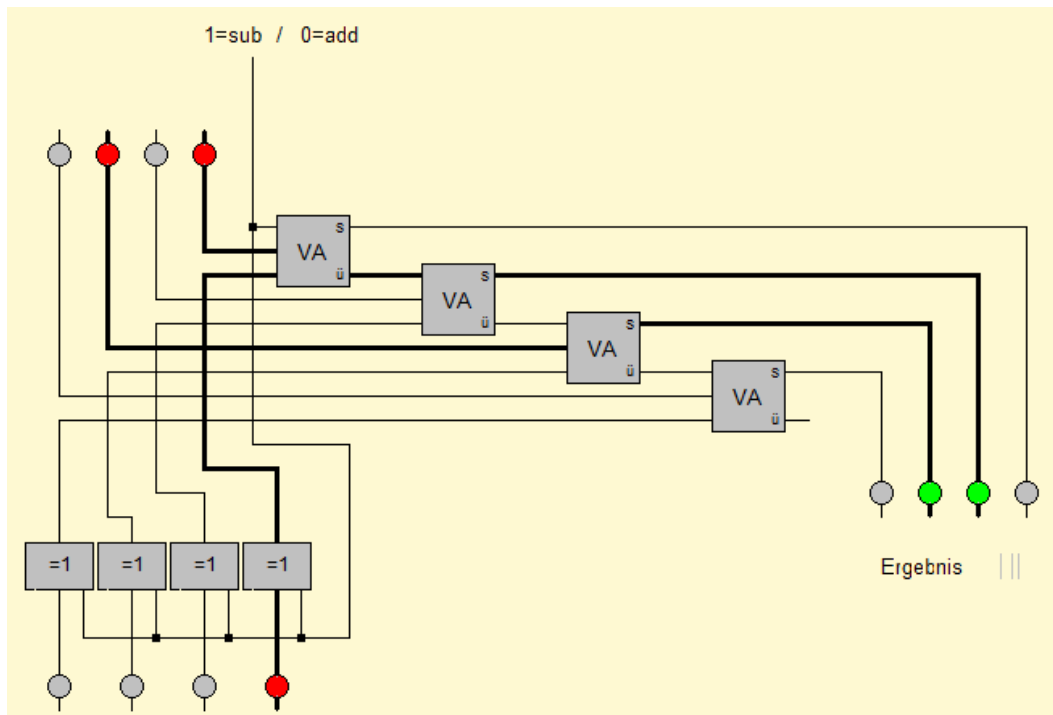 1=sub / 0=add
s
VA
ü
s
VA
ü
s
VA
ü
s
VA
ü
=1 =1 =1 =1
Ergebnis